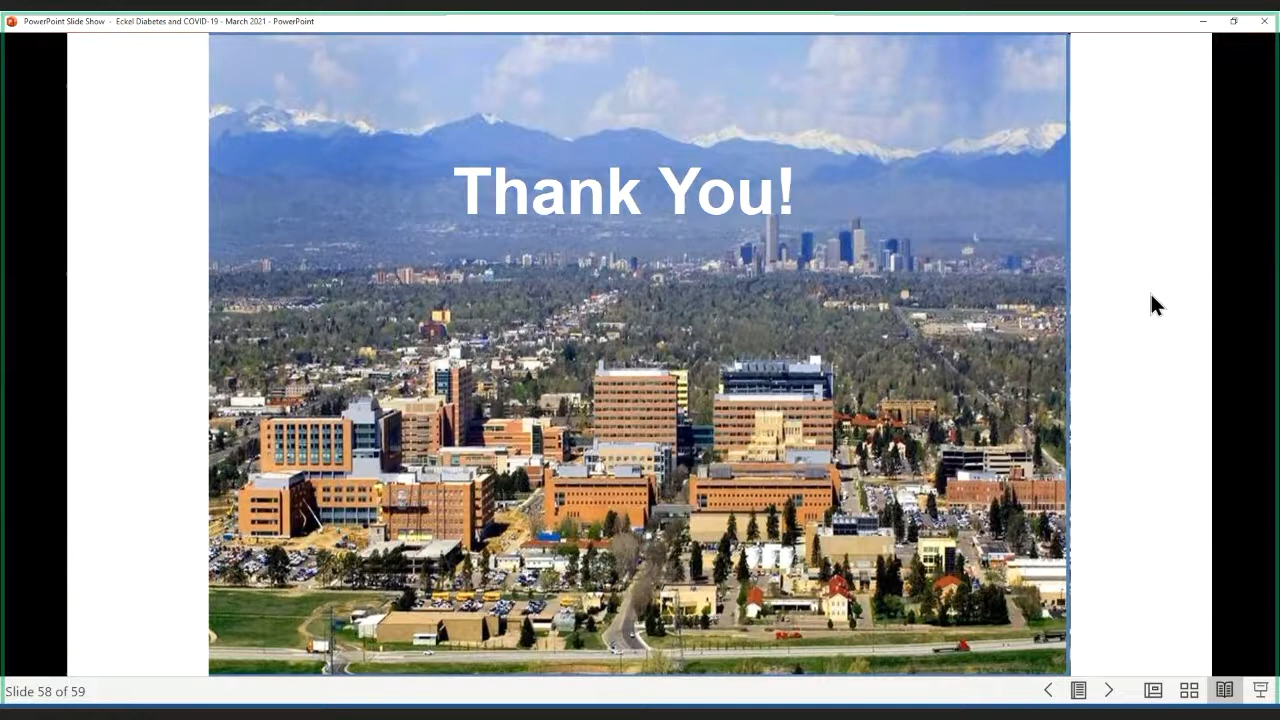 PowerPoint Slide Show - Eckel Diabetes and COVID-19 - March 2021 - PowerPoint
Thank You!
Slide 58 of 59